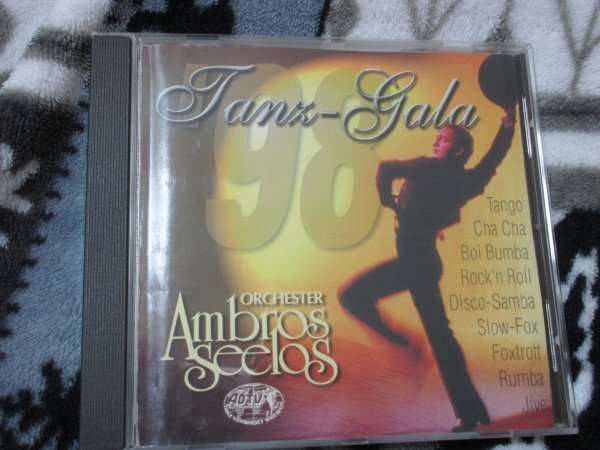 '98
Tanz-Gala
Tango
Cha Cha
Boi Bumba
Rock'n Roll
Disco-Samba
Slow-Fox
Foxtrott
Rumba
Jive
ORCHESTER
Ambros
Seelos
ADTV